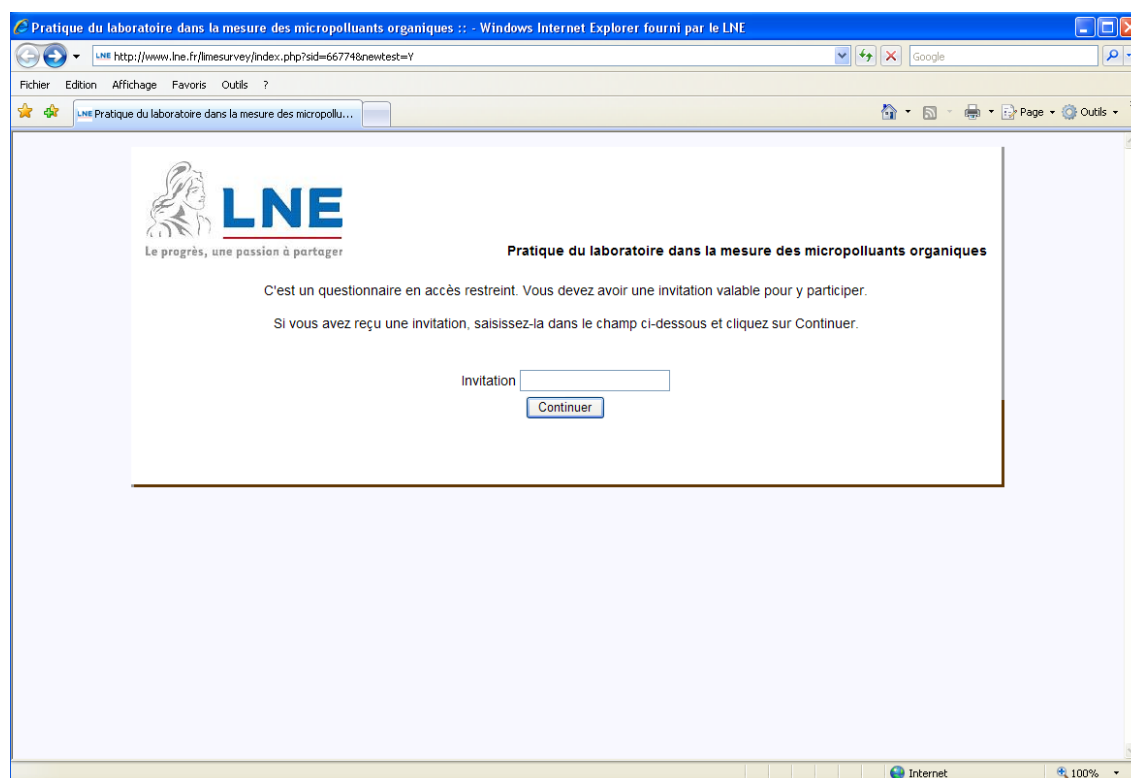 Pratique du laboratoire dans la mesure des micropolluants organiques :: - Windows Internet Explorer fourni par le LNE
LNE http://www.lne.fr/limesurvey/index.php?sid=66774&newtest=Y
Google
Fichier Edition Affichage Favoris Outils ?
LNE Pratique du laboratoire dans la mesure des micropollu...
Page Outils
LNE
Le progrès, une passion à partager
Pratique du laboratoire dans la mesure des micropolluants organiques
C'est un questionnaire en accès restreint. Vous devez avoir une invitation valable pour y participer.
Si vous avez reçu une invitation, saisissez-la dans le champ ci-dessous et cliquez sur Continuer.
Invitation
Continuer
Internet 100%